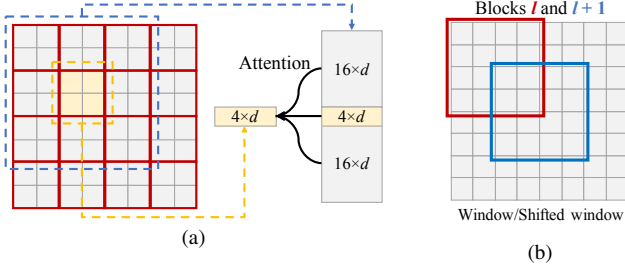 Attention
16×d
4×d
4×d
16×d
(a)
Blocks l and l + 1
Window/Shifted window
(b)